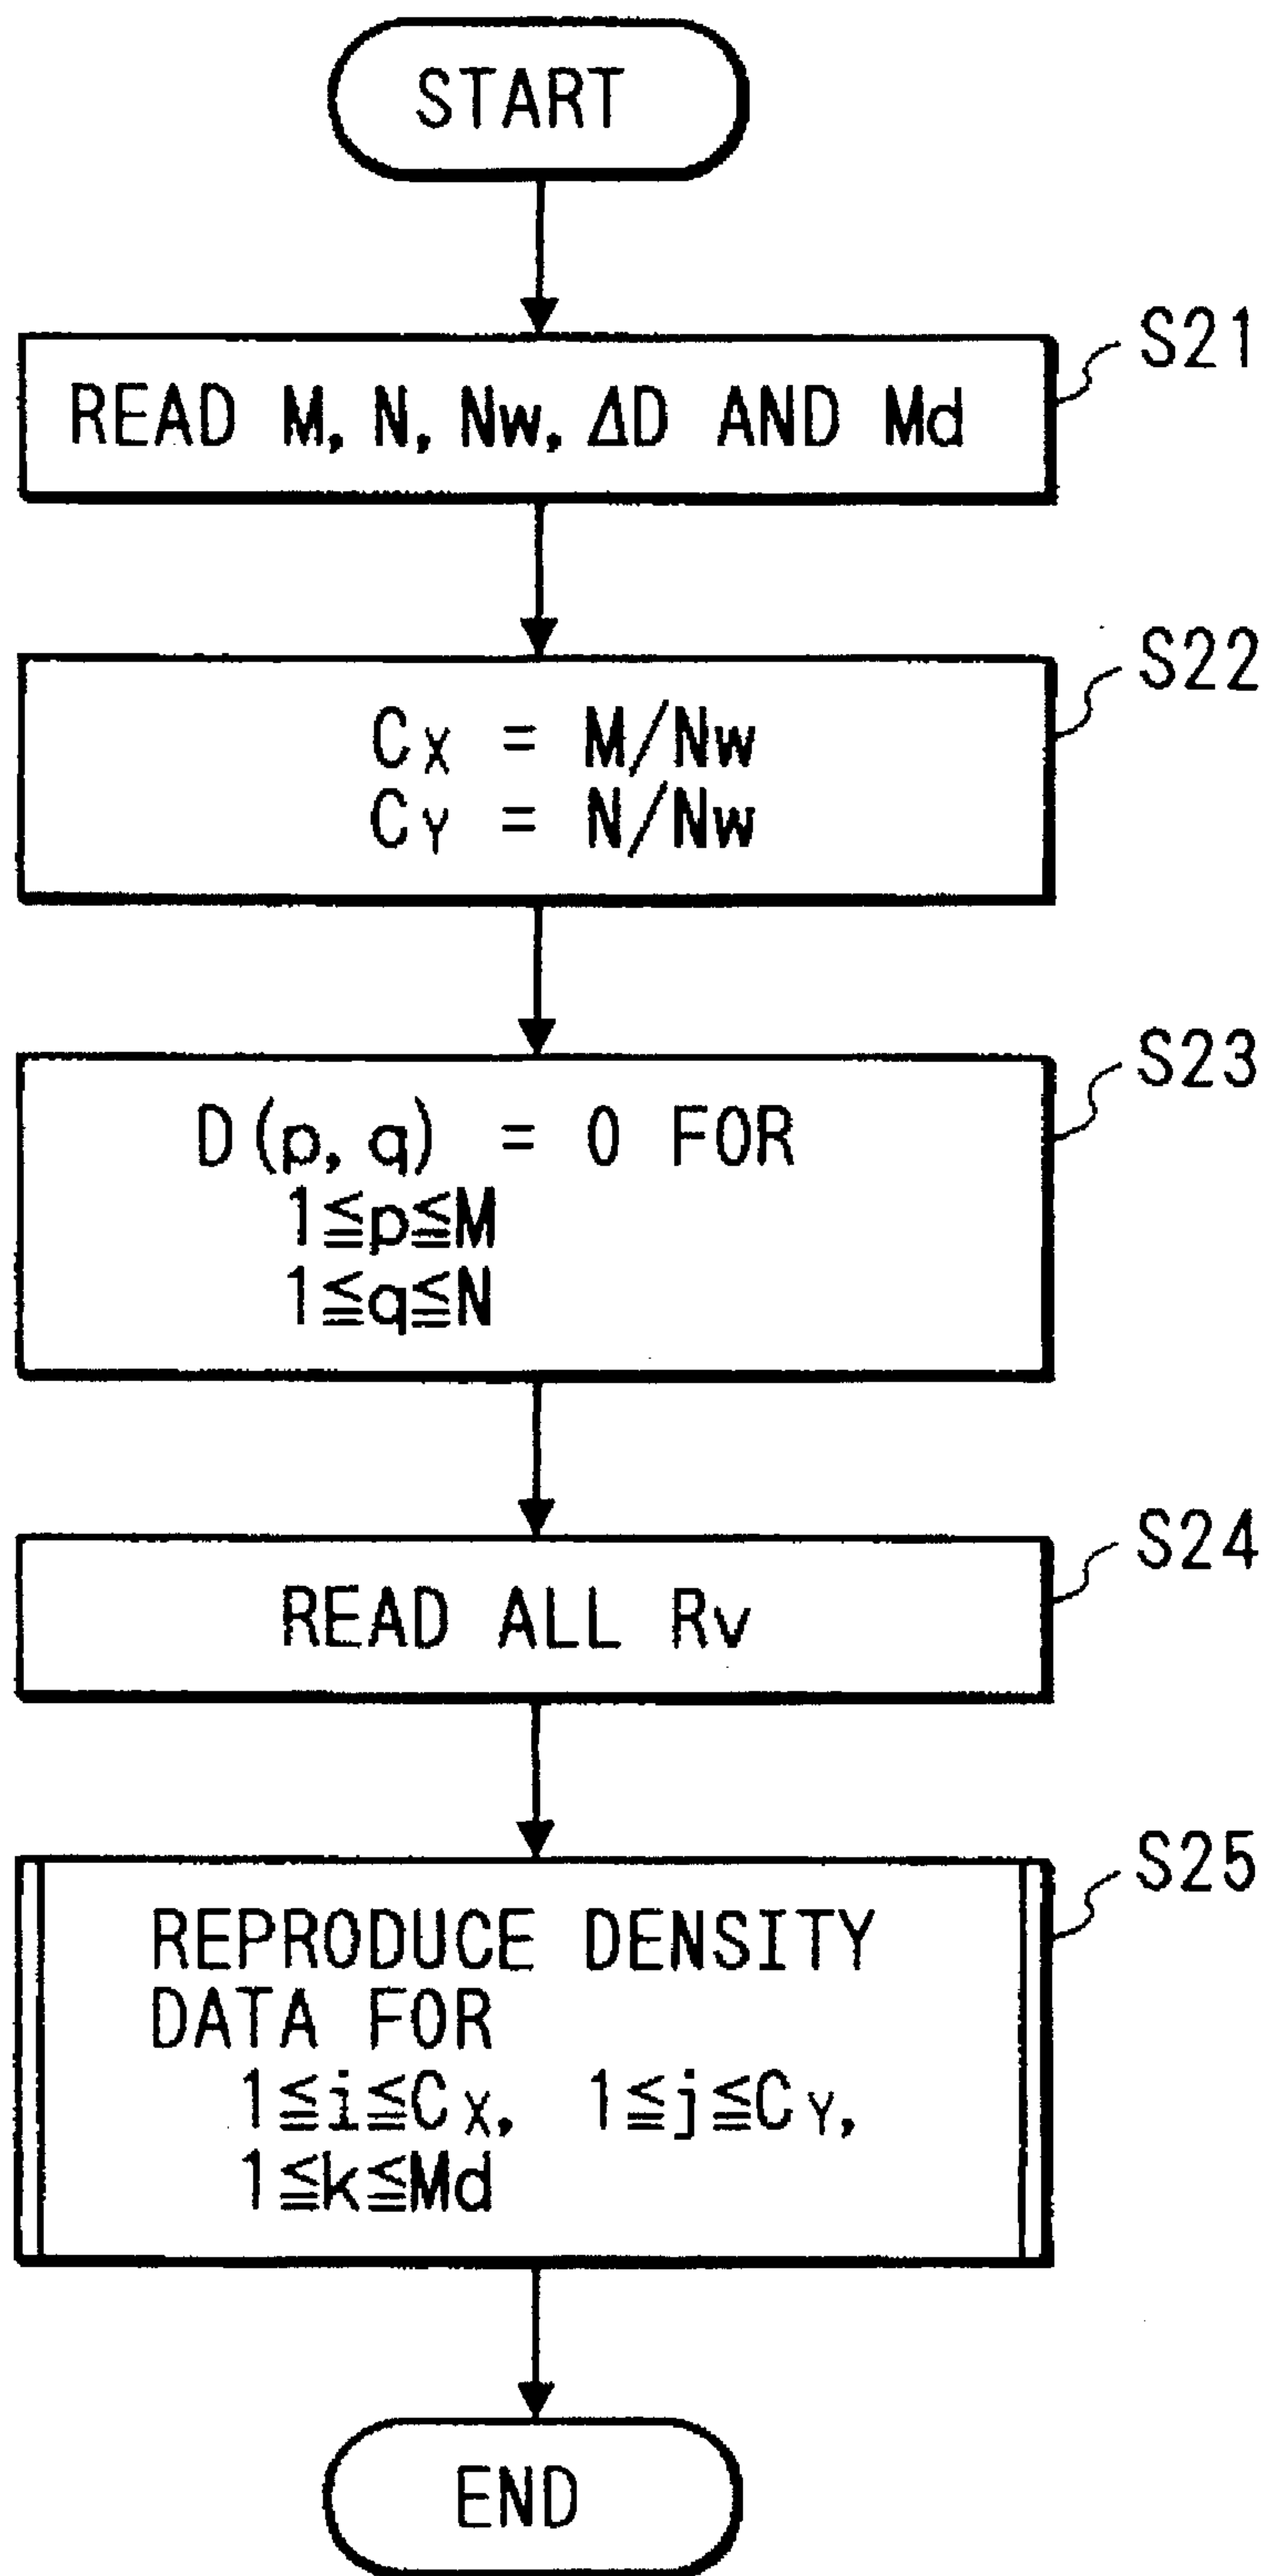 START
READ M, N, Nw, ΔD AND Md
S21
Cx = M/Nw
CY = N/Nw
S22
D(p, q) = 0 FOR
1≦p≦M
1≦q≦N
S23
READ ALL Rv
S24
REPRODUCE DENSITY
DATA FOR
1≦i≦Cx, 1≦j≦CY,
1≦k≦Md
S25
END